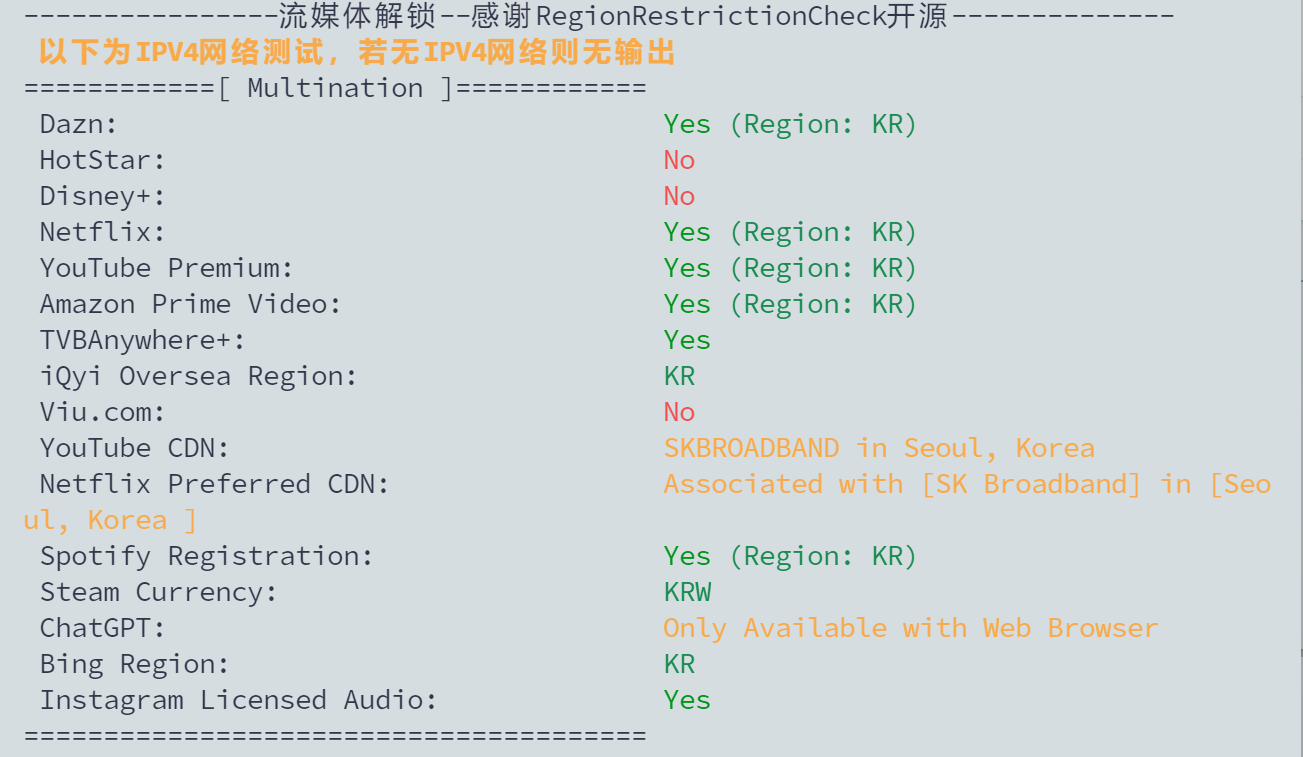 ----------------流媒体解锁--感谢RegionRestrictionCheck开源--------------
以下为IPV4网络测试，若无IPV4网络则无输出
============[ Multination ]============
Dazn: Yes (Region: KR)
HotStar: No
Disney+: No
Netflix: Yes (Region: KR)
YouTube Premium: Yes (Region: KR)
Amazon Prime Video: Yes (Region: KR)
TVBAnywhere+: Yes
iQyi Oversea Region: KR
Viu.com: No
YouTube CDN: SKBROADBAND in Seoul, Korea
Netflix Preferred CDN: Associated with [SK Broadband] in [Seo
ul, Korea ]
Spotify Registration: Yes (Region: KR)
Steam Currency: KRW
ChatGPT: Only Available with Web Browser
Bing Region: KR
Instagram Licensed Audio: Yes
=======================================